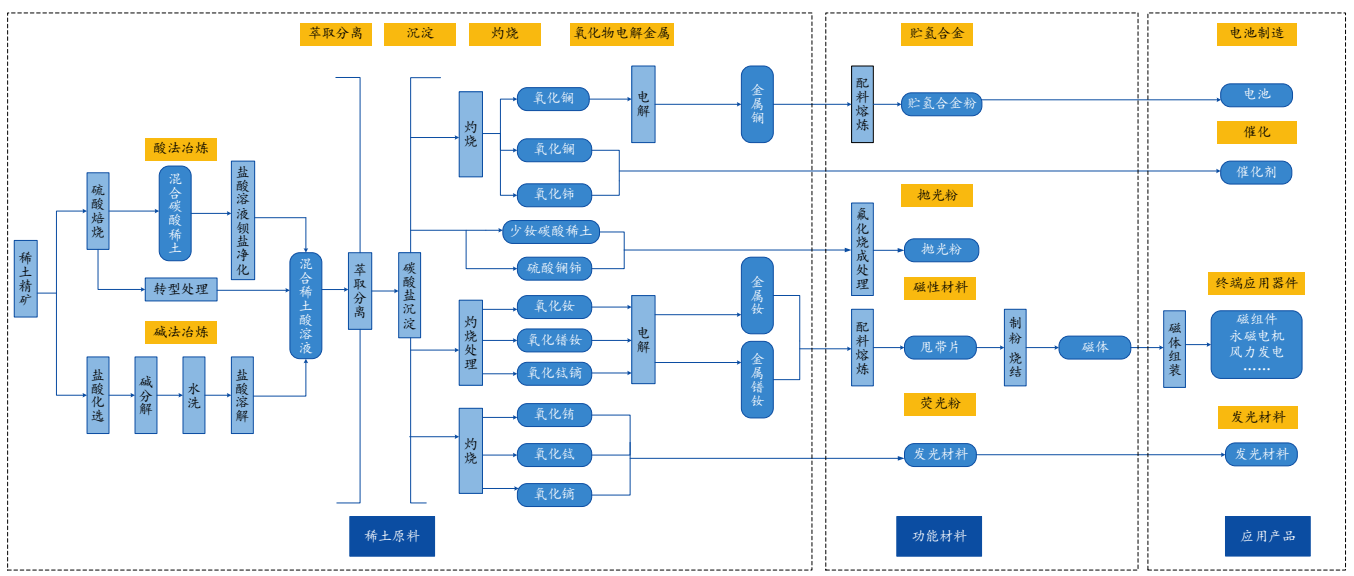 萃取分离
沉淀
灼烧
氧化物电解金属
贮氢合金
电池制造
氧化镧
电解
金属镧
配料熔炼
贮氢合金粉
电池
灼烧
氧化镧
催化
酸法冶炼
混合碳酸稀土
盐酸溶液钡盐净化
硫酸焙烧
氧化铈
催化剂
抛光粉
少钕碳酸稀土
氟化烧成处理
抛光粉
硫酸铜铈
稀土精矿
转型处理
混合稀土酸溶液
萃取分离
碳酸盐沉淀
金属钕
磁性材料
终端应用器件
碱法冶炼
灼烧处理
氧化钕
氧化镨钕
氧化铽镝
电解
金属镨钕
配料熔炼
甩带片
制粉 烧结
磁体
磁体组装
磁组件
永磁电机
风力发电
……
盐酸化选
碱分解
水洗
盐酸溶解
荧光粉
发光材料
灼烧
氧化铕
氧化铽
氧化镝
发光材料
发光材料
稀土原料
功能材料
应用产品